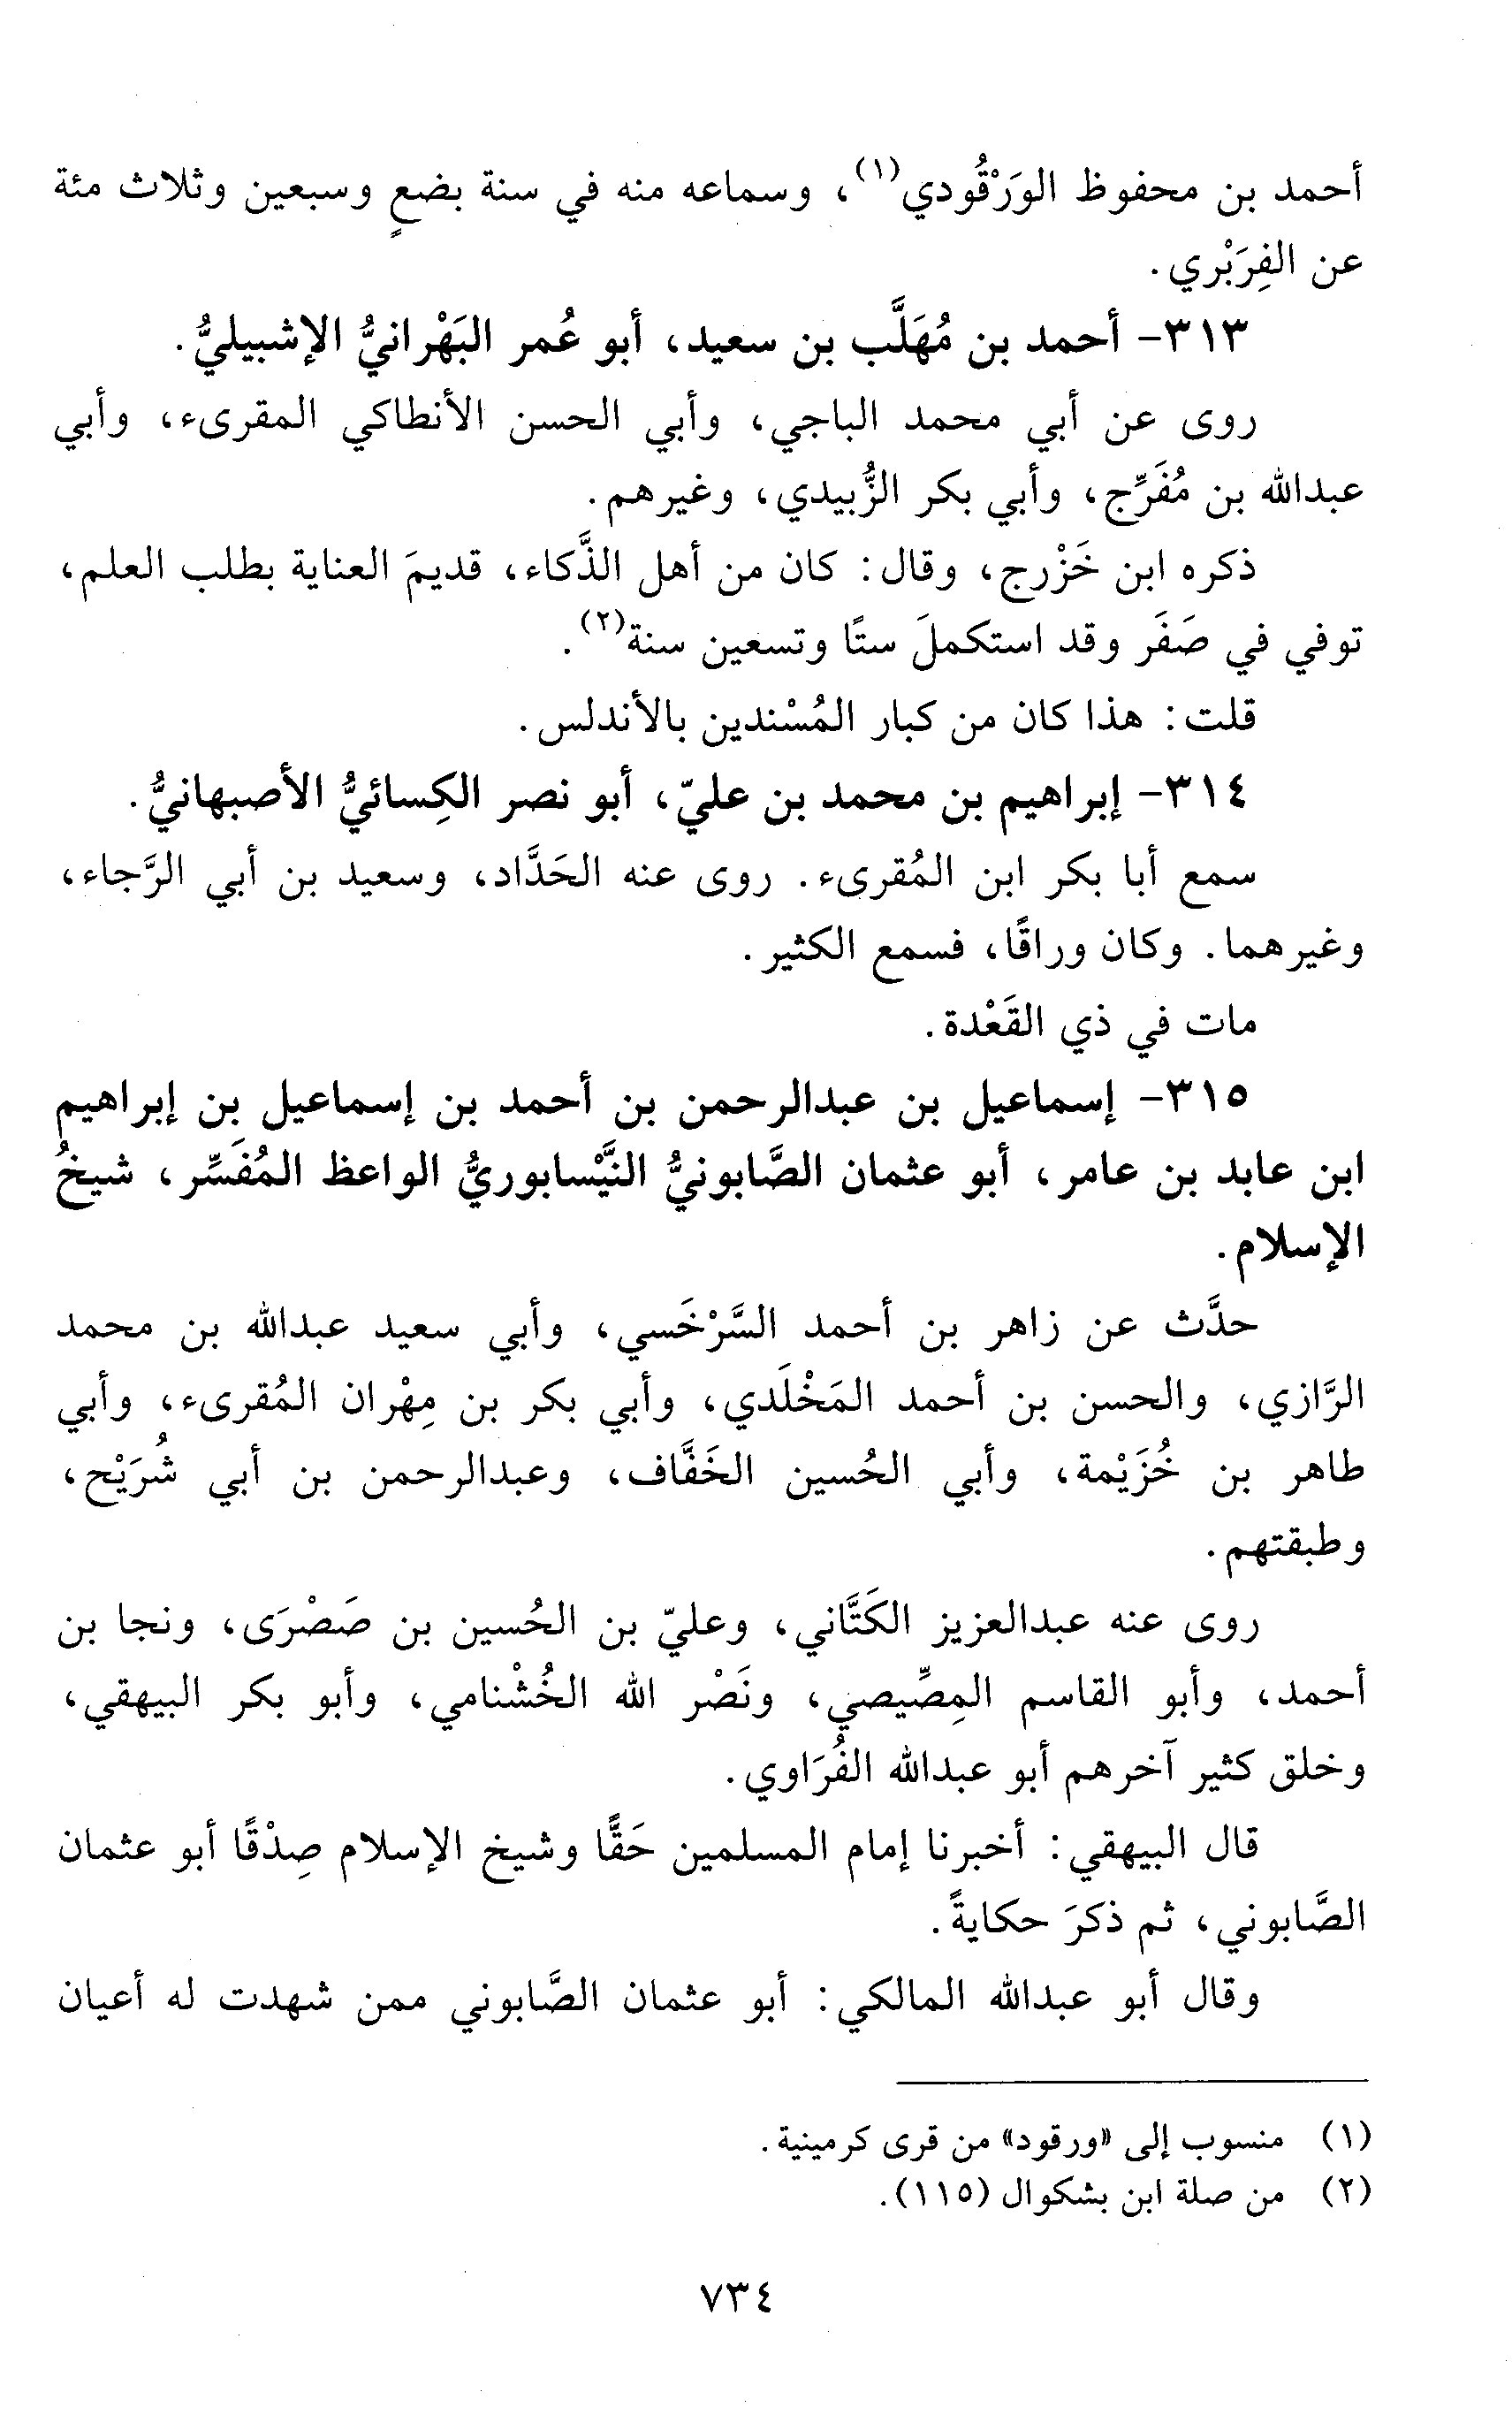 أحمد بن محفوظ الوَرْقُودي(١)، وسماعه منه في سنة بضعٍ وسبعين وثلاث مئة
عن الفِرَبْري.
٣١٣- أحمد بن مُهَلَّب بن سعيد، أبو عُمر البَهْرانيُّ الإشبيليُّ.
روى عن أبي محمد الباجي، وأبي الحسن الأنطاكي المقرىء، وأبي
عبدالله بن مُفَرِّج، وأبي بكر الزُّبيدي، وغيرهم.
ذكره ابن خَزْرج، وقال: كان من أهل الذَّكاء، قديمَ العناية بطلب العلم،
توفي في صَفَر وقد استكملَ ستًا وتسعين سنة(٢).
قلت: هذا كان من كبار المُسْندين بالأندلس.
٣١٤- إبراهيم بن محمد بن عليّ، أبو نصر الكِسائيُّ الأصبهانيُّ.
سمع أبا بكر ابن المُقرىء. روى عنه الحَدَّاد، وسعيد بن أبي الرَّجاء،
وغيرهما. وكان وراقًا، فسمع الكثير.
مات في ذي القَعْدة.
٣١٥- إسماعيل بن عبدالرحمن بن أحمد بن إسماعيل بن إبراهيم
ابن عابد بن عامر، أبو عثمان الصَّابونيُّ النَّيْسابوريُّ الواعظ المُفَسِّر، شيخُ
الإسلام.
حدَّث عن زاهر بن أحمد السَّرْخَسي، وأبي سعيد عبدالله بن محمد
الرَّازي، والحسن بن أحمد المَخْلَدي، وأبي بكر بن مِهْران المُقرىء، وأبي
طاهر بن خُزَيْمة، وأبي الحُسين الخَفَّاف، وعبدالرحمن بن أبي شُرَيْح،
وطبقتهم.
روى عنه عبدالعزيز الكَتَّاني، وعليّ بن الحُسين بن صَصْرَى، ونجا بن
أحمد، وأبو القاسم المِصِّيصي، ونَصْر الله الخُشْنامي، وأبو بكر البيهقي،
وخلق كثير آخرهم أبو عبدالله الفُرَاوي.
قال البيهقي: أخبرنا إمام المسلمين حَقًّا وشيخ الإسلام صِدْقًا أبو عثمان
الصَّابوني، ثم ذكرَ حكايةً.
وقال أبو عبدالله المالكي: أبو عثمان الصَّابوني ممن شهدت له أعيان
(١) منسوب إلى «ورقود» من قرى كرمينية.
(٢) من صلة ابن بشكوال (١١٥).
٧٣٤